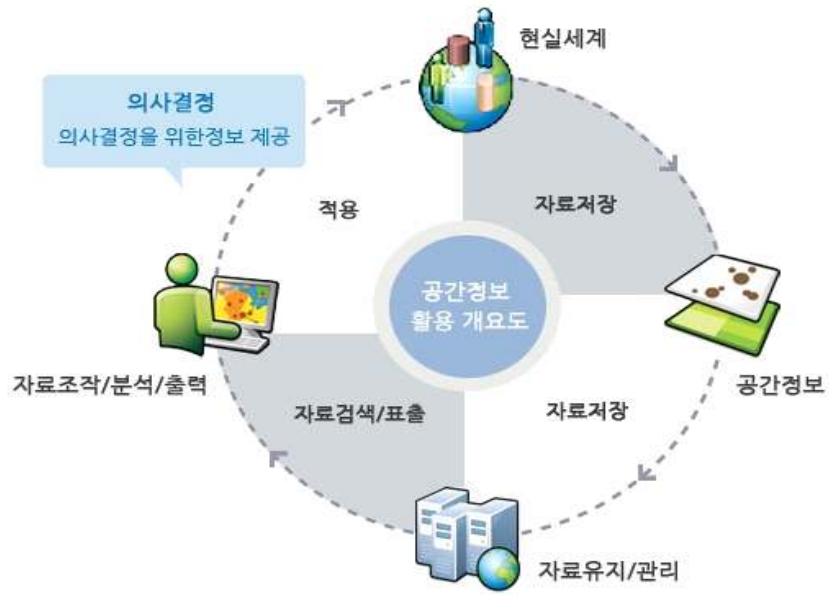 현실세계
의사결정
의사결정을 위한정보 제공
적용
자료저장
공간정보
활용 개요도
자료조작/분석/출력
공간정보
자료검색/표출
자료저장
자료유지/관리